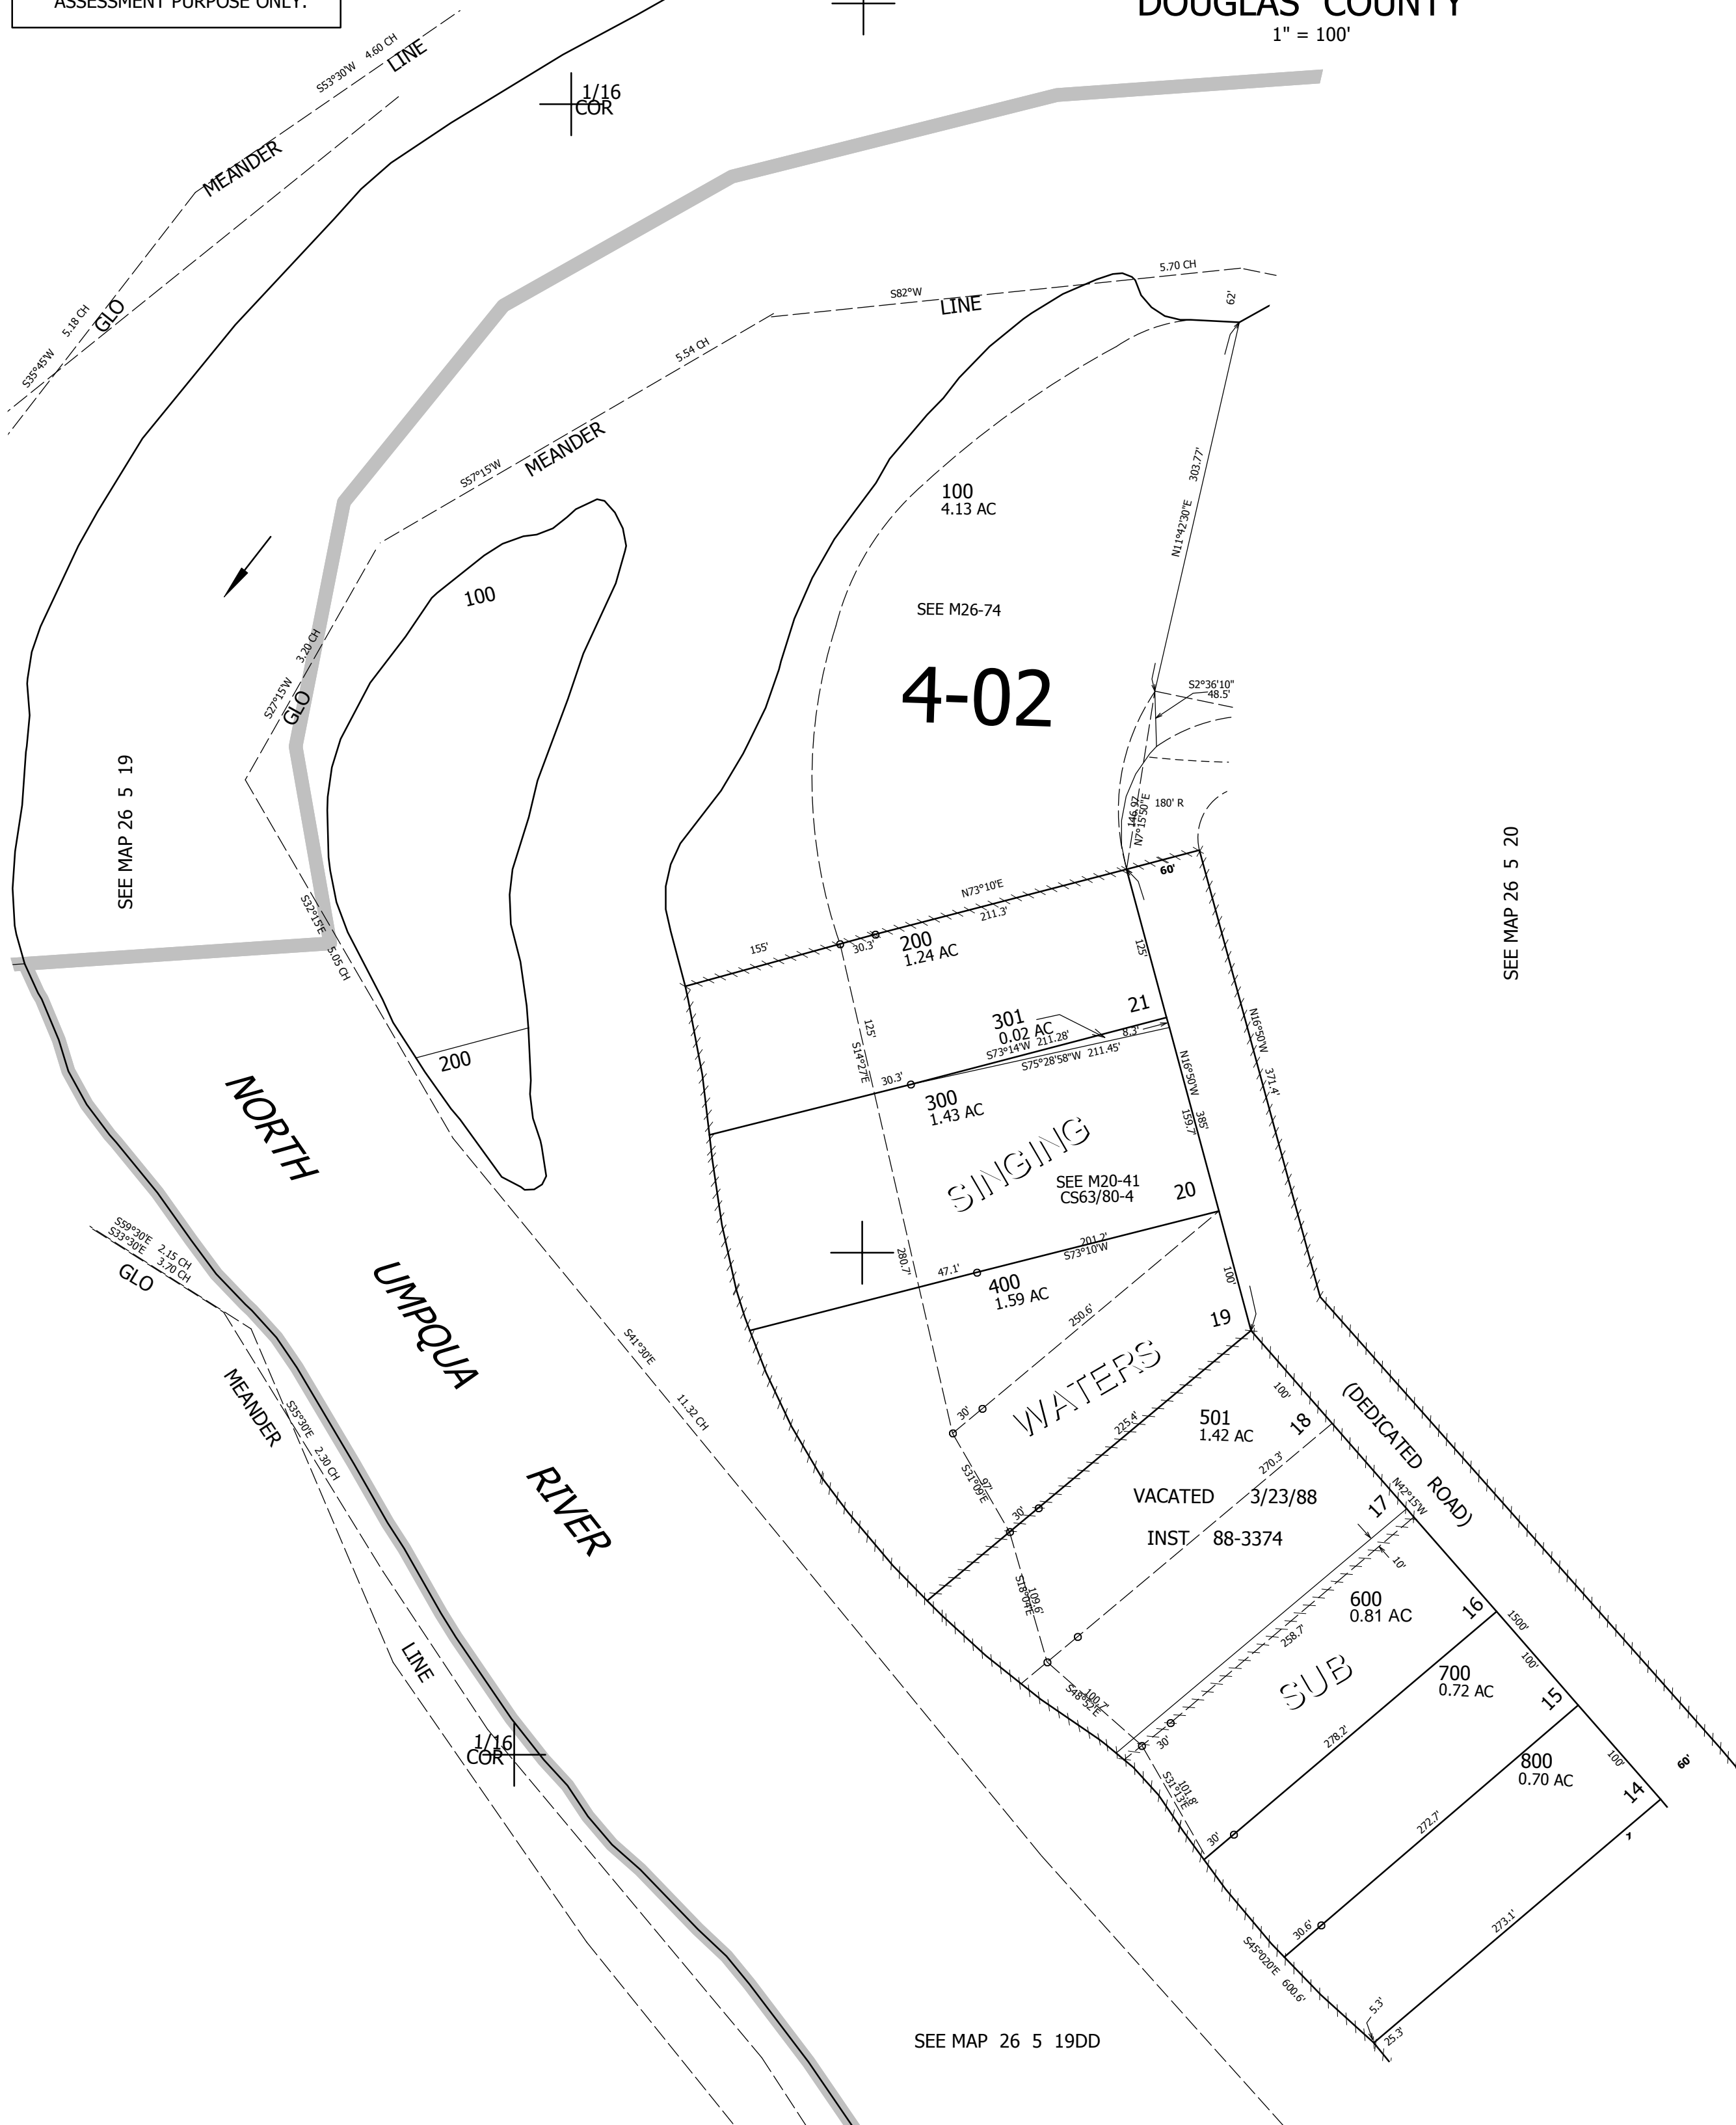 ASSESSMENT PURPOSE ONLY.
DOUGLAS COUNTY
1" = 100'
S53°30'W 4.60 CH
LINE
1/16
COR
MEANDER
5.70 CH
S82°W
LINE
62'
GLO
S35°45'W 5.18 CH
5.54 CH
S57°15'W
MEANDER
303.77'
N11°42'30"E
100
4.13 AC
100
SEE M26-74
4-02
3.20 CH
S27°15'W
GLO
S2°36'10"
48.5'
SEE MAP 26 5 19
146.97
N7°15'50"E
180' R
SEE MAP 26 5 20
60'
N73°10'E
211.3'
S32°15'E 5.05 CH
155'
30.3'
200
1.24 AC
125'
125'
S14°27'E
21
301
0.02 AC
8.3'
S73°14'W 211.28'
S75°28'58"W 211.45'
N16°50'W 371.4'
200
30.3'
300
1.43 AC
N16°50'W 385'
159.7'
SINGING
SEE M20-41
CS63/80-4
20
NORTH
UMPQUA
RIVER
S59°30'E 2.15 CH
S33°30'E 3.70 CH
GLO
280.7'
47.1'
201.2'
S73°10'W
400
1.59 AC
100'
250.6'
19
S41°30'E 11.32 CH
WATERS
MEANDER
S35°30'E 2.30 CH
30'
97'
S31°09'E
100'
(DEDICATED ROAD)
225.4'
501
1.42 AC
18
270.3'
30'
VACATED 3/23/88
INST 88-3374
17
N42°15'W
10'
109.6'
S18°04'E
600
0.81 AC
16
1500'
258.7'
LINE
SUB
100'
700
0.72 AC
15
100.7'
S48°52'E
30'
278.2'
1/16
COR
101.8'
S31°13'E
800
0.70 AC
100'
60'
14
30'
272.7'
30.6'
273.1'
S45°020'E 600.6'
5.3'
25.3'
SEE MAP 26 5 19DD